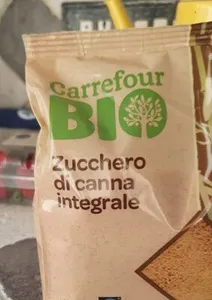 Carrefour
BIO
Zucchero
di canna
integrale